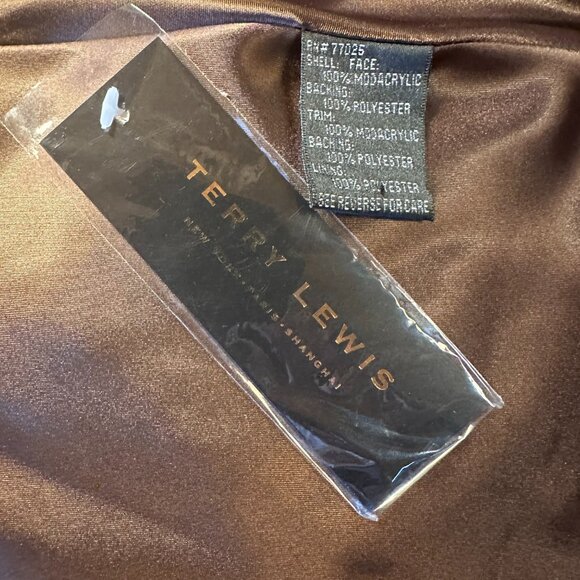 RN# 77025
SHELL: FACE:
100% MODACRYLIC
BACKING:
100% POLYESTER
TRIM:
100% MODACRYLIC
BACKING:
100% POLYESTER
LINING:
100% POLYESTER
SEE REVERSE FOR CARE
TERRY LEWIS
NEW YORK • PARIS • SHANGHAI